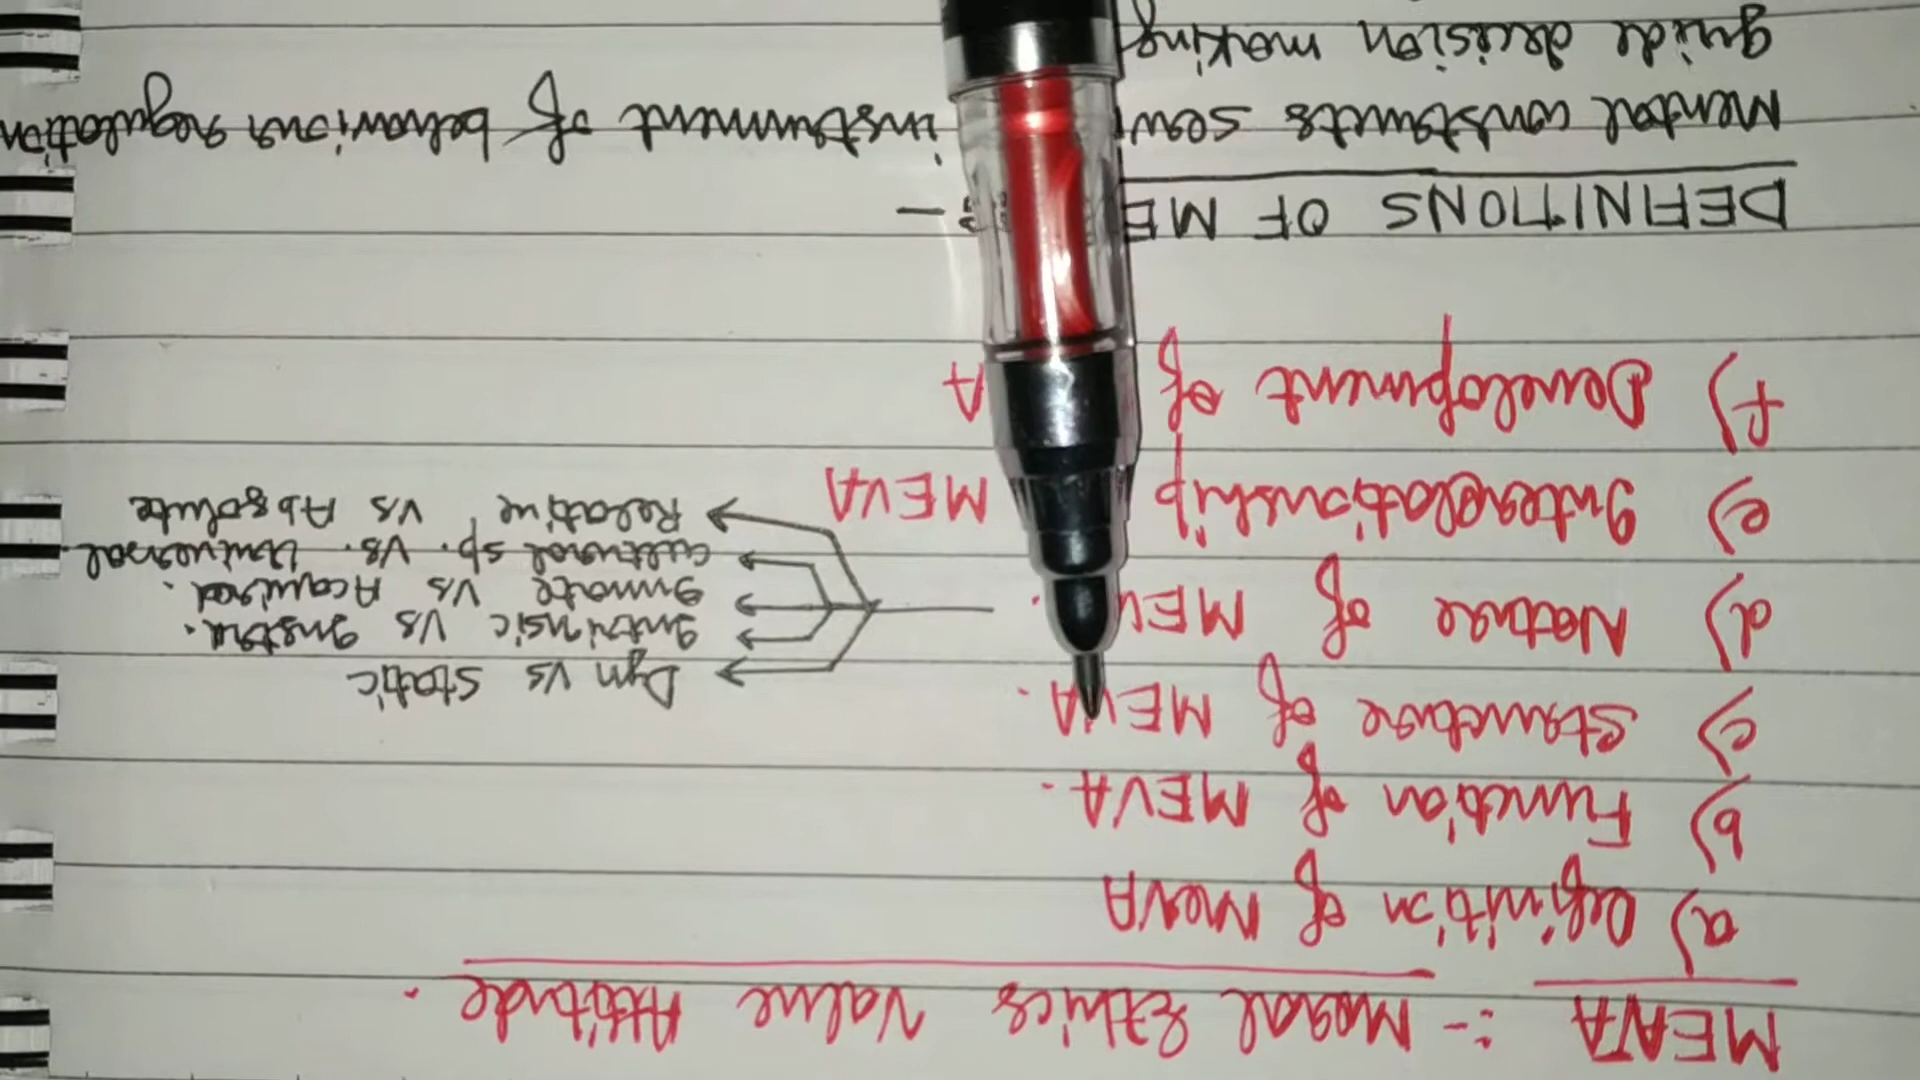 MEVA :- Moral Ethics Value Attitude.
a) Definition of MEVA
b) Function of MEVA.
c) Structure of MEVA.
d) Nature of MEV
Dyn vs Static
Intrinsic vs Instru.
Innate vs Acquired.
Cultural sp. vs. Universal
Relative vs Absolute
e) Interrelationship MEVA
f) Development of A
DEFINITIONS OF ME -
Mental constructs instrument of behaviour regulation
guide decision making